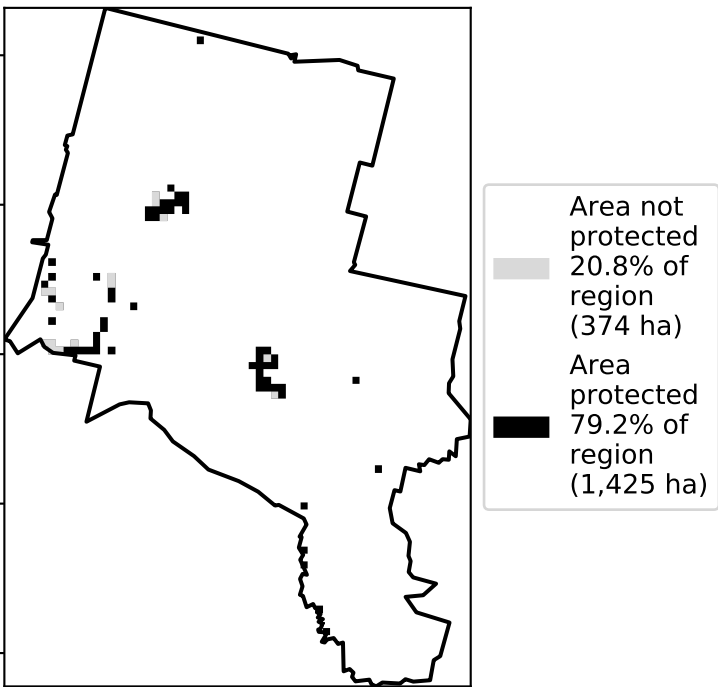 Area not
protected
20.8% of
region
(374 ha)
Area
protected
79.2% of
region
(1,425 ha)